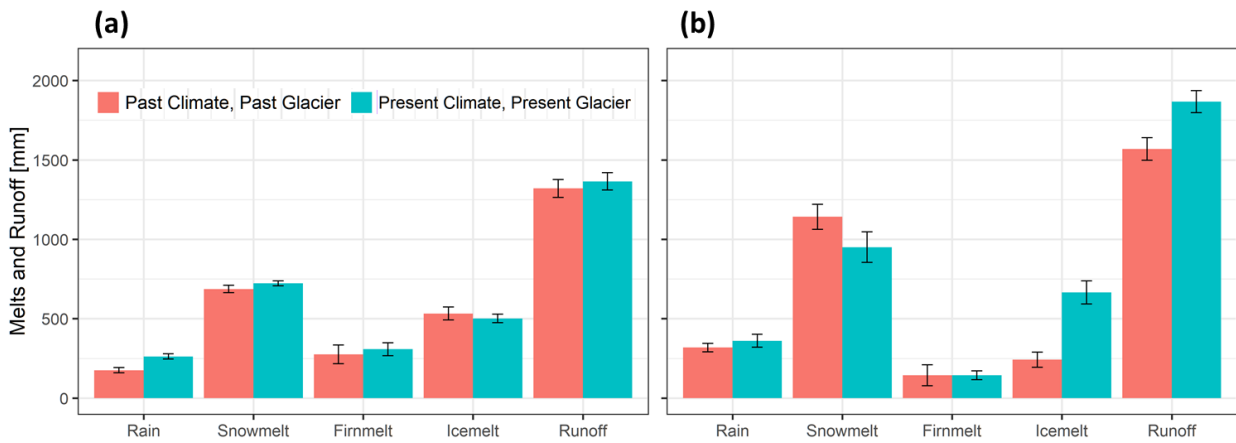 (a) (b)
Melts and Runoff [mm]
2000
1500
1000
500
0
Past Climate, Past Glacier Present Climate, Present Glacier
Rain Snowmelt Firnmelt Icemelt Runoff
Rain Snowmelt Firnmelt Icemelt Runoff